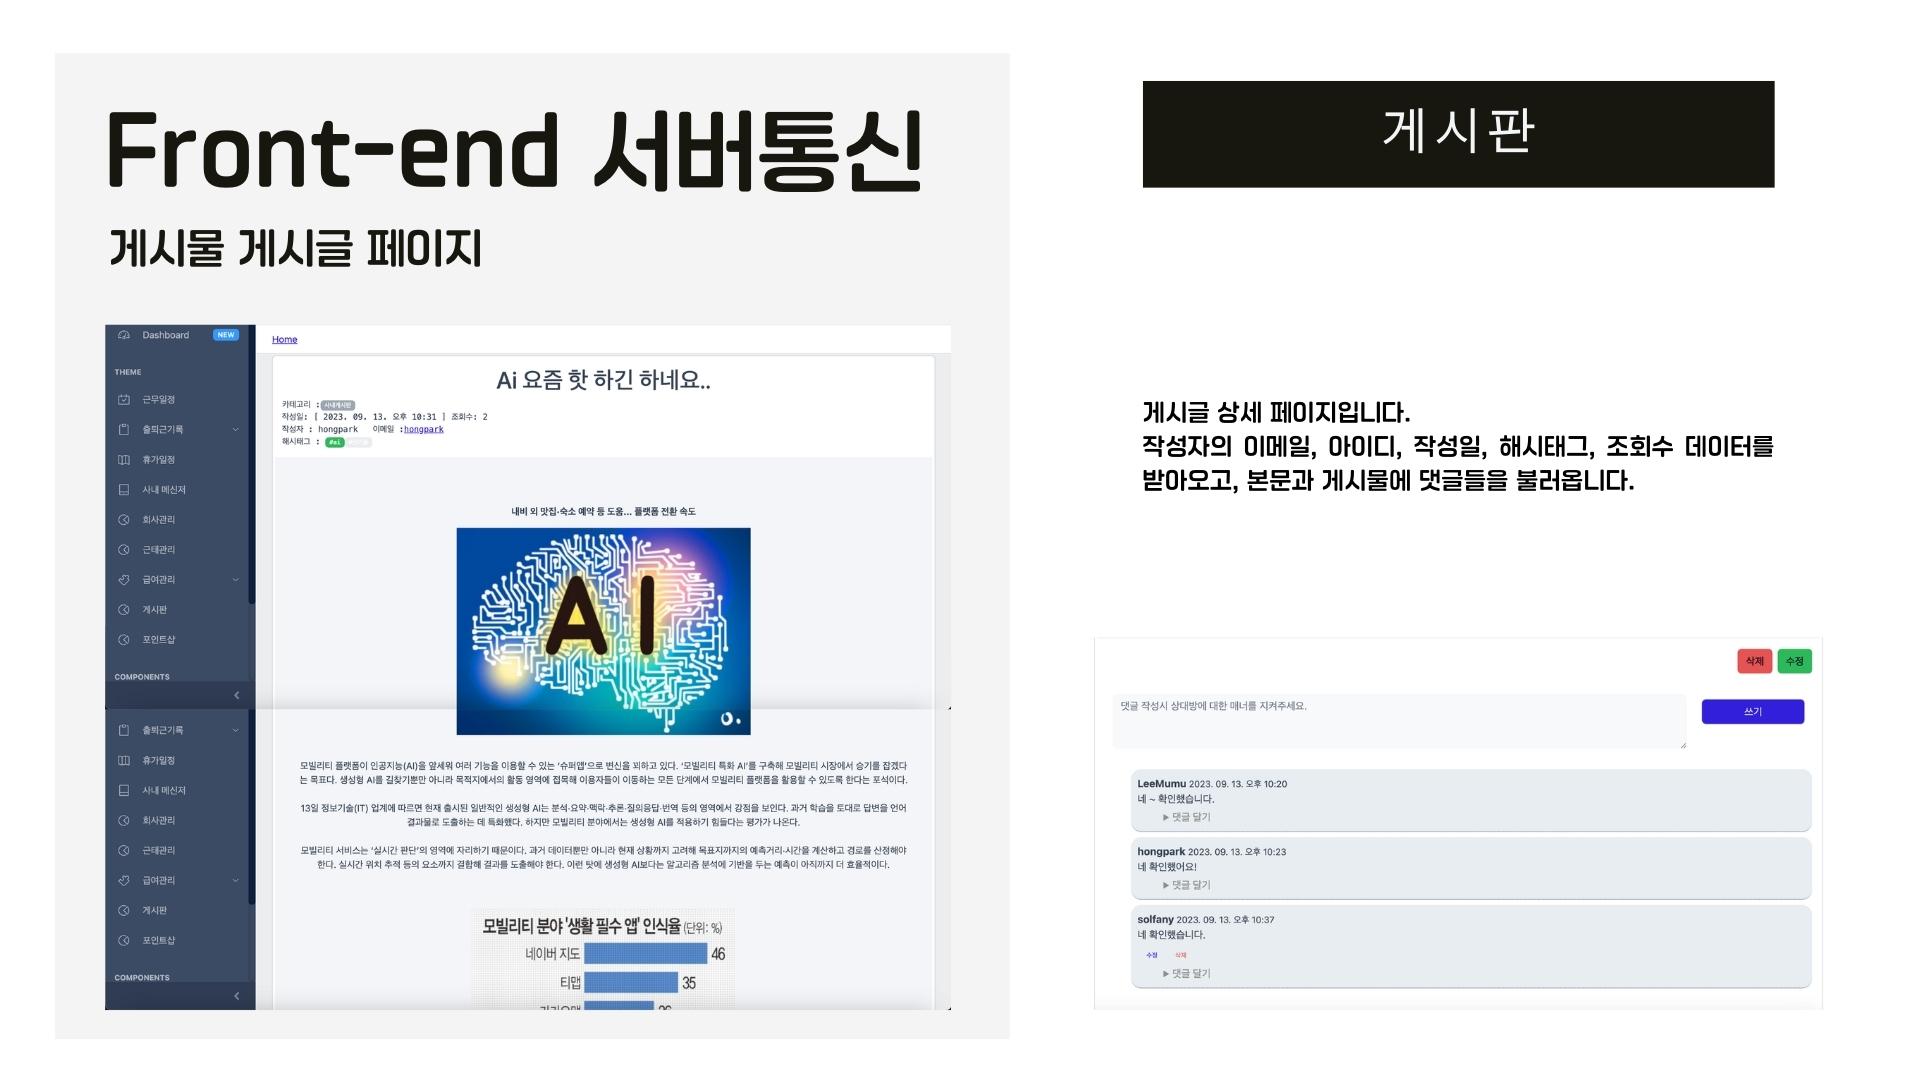 Front-end 서버통신
게시물 게시글 페이지
Dashboard NEW
THEME
근무일정
출퇴근기록
휴가일정
사내 메신저
회사관리
근태관리
급여관리
게시판
포인트샵
COMPONENTS
출퇴근기록
휴가일정
사내 메신저
회사관리
근태관리
급여관리
게시판
포인트샵
COMPONENTS
Home
Ai 요즘 핫 하긴 하네요..
카테고리 : 사내게시판
작성일: [ 2023. 09. 13. 오후 10:31 ] 조회수: 2
작성자 : hongpark 이메일 :hongpark
해시태그 : #ai
내비 외 맛집·숙소 예약 등 도움... 플랫폼 전환 속도
AI
모빌리티 플랫폼이 인공지능(AI)을 앞세워 여러 기능을 이용할 수 있는 '슈퍼앱'으로 변신을 꾀하고 있다. '모빌리티 특화 AI'를 구축해 모빌리티 시장에서 승기를 잡겠다
는 목표다. 생성형 AI를 길찾기뿐만 아니라 목적지에서의 활동 영역에 접목해 이용자들이 이동하는 모든 단계에서 모빌리티 플랫폼을 활용할 수 있도록 한다는 포석이다.
13일 정보기술(IT) 업계에 따르면 현재 출시된 일반적인 생성형 AI는 분석·요약·맥락·추론·질의응답·번역 등의 영역에서 강점을 보인다. 과거 학습을 토대로 답변을 얻어
결과물로 도출하는 데 특화했다. 하지만 모빌리티 분야에서는 생성형 AI를 적용하기 힘들다는 평가가 나온다.
모빌리티 서비스는 '실시간 판단'의 영역에 자리하기 때문이다. 과거 데이터뿐만 아니라 현재 상황까지 고려해 목표지까지의 예측거리·시간을 계산하고 경로를 산정해야
한다. 실시간 위치 추적 등의 요소까지 결합해 결과를 도출해야 한다. 이런 탓에 생성형 AI보다는 알고리즘 분석에 기반을 두는 예측이 아직까지 더 효율적이다.
모빌리티 분야 '생활 필수 앱' 인식율 (단위: %)
네이버 지도 46
티맵 35
게시판
게시글 상세 페이지입니다.
작성자의 이메일, 아이디, 작성일, 해시태그, 조회수 데이터를
받아오고, 본문과 게시물에 댓글들을 불러옵니다.
삭제 수정
댓글 작성시 상대방에 대한 매너를 지켜주세요.
쓰기
LeeMumu 2023. 09. 13. 오후 10:20
네 ~ 확인했습니다.
▶ 댓글 달기
hongpark 2023. 09. 13. 오후 10:23
네 확인했어요!
▶ 댓글 달기
solfany 2023. 09. 13. 오후 10:37
네 확인했습니다.
수정 삭제
▶ 댓글 달기